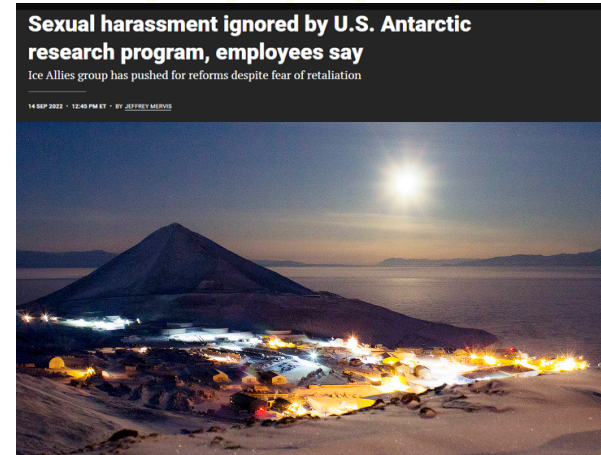 Sexual harassment ignored by U.S. Antarctic
research program, employees say
Ice Allies group has pushed for reforms despite fear of retaliation
14 SEP 2022 • 12:45 PM ET • BY JEFFREY MERVIS